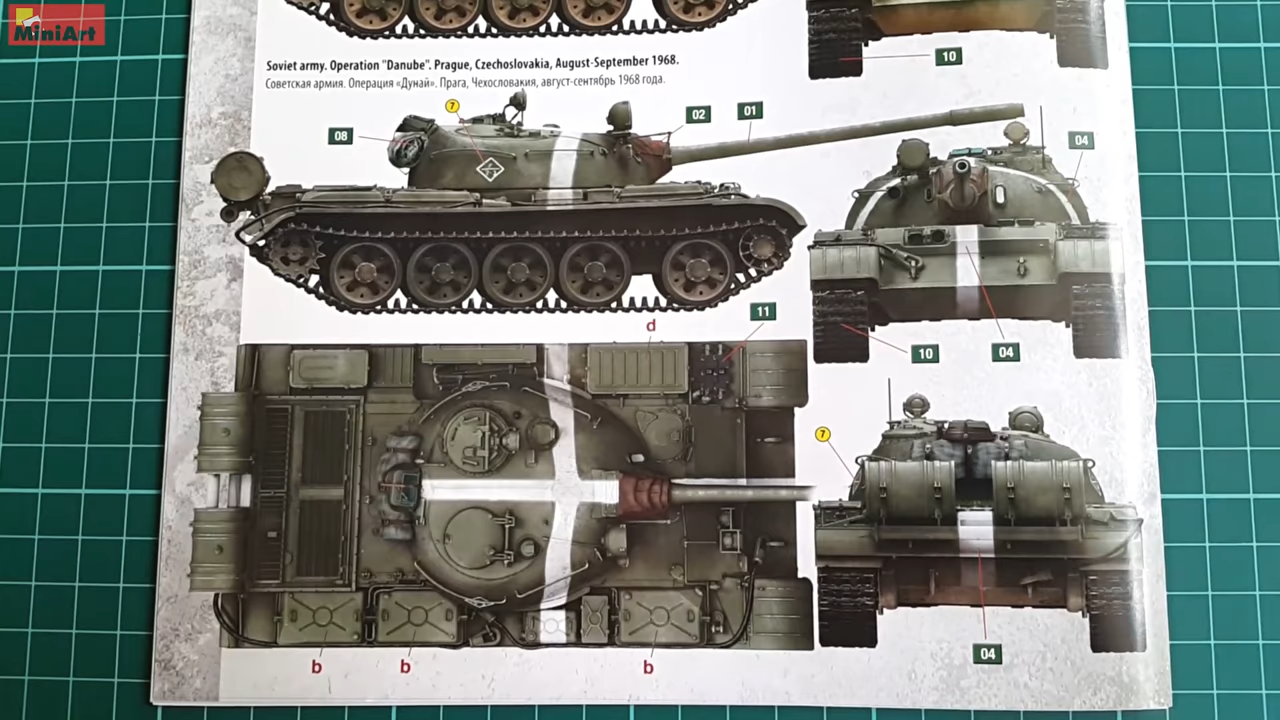 MiniArt
10
Soviet army. Operation "Danube". Prague, Czechoslovakia, August-September 1968.
Советская армия. Операция «Дунай». Прага, Чехословакия, август-сентябрь 1968 года.
7
08
02
01
04
11
d
10
04
7
04
b
b
b